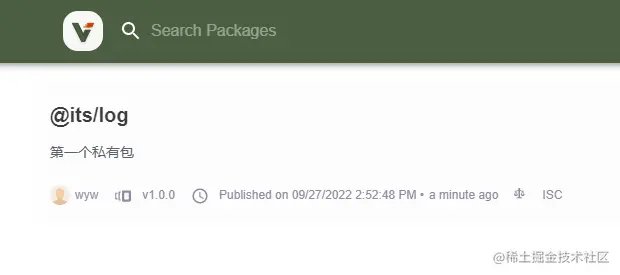 Search Packages
@its/log
第一个私有包
wyw v1.0.0 Published on 09/27/2022 2:52:48 PM • a minute ago ISC
@稀土掘金技术社区